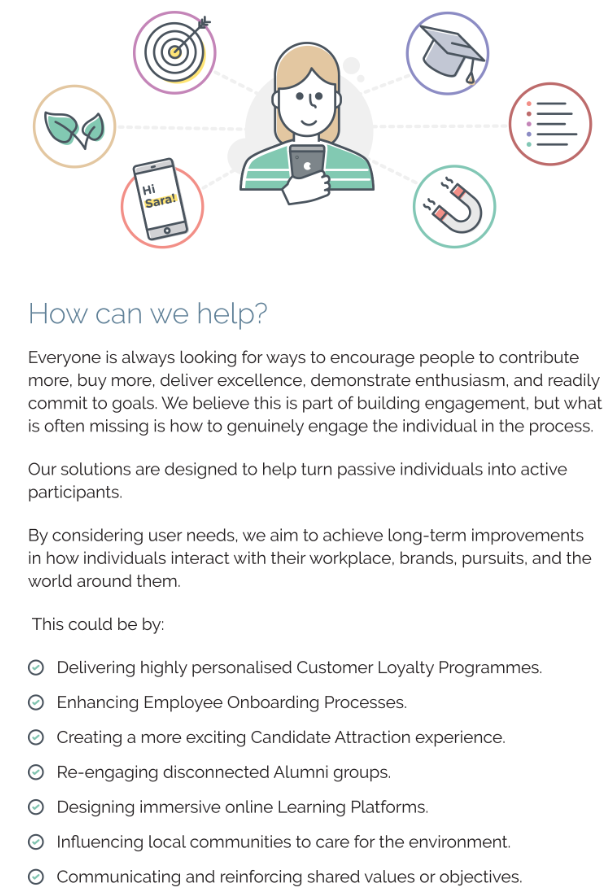 Hi
Sara!
How can we help?
Everyone is always looking for ways to encourage people to contribute
more, buy more, deliver excellence, demonstrate enthusiasm, and readily
commit to goals. We believe this is part of building engagement, but what
is often missing is how to genuinely engage the individual in the process.
Our solutions are designed to help turn passive individuals into active
participants.
By considering user needs, we aim to achieve long-term improvements
in how individuals interact with their workplace, brands, pursuits, and the
world around them.
This could be by:
Delivering highly personalised Customer Loyalty Programmes.
Enhancing Employee Onboarding Processes.
Creating a more exciting Candidate Attraction experience.
Re-engaging disconnected Alumni groups.
Designing immersive online Learning Platforms.
Influencing local communities to care for the environment.
Communicating and reinforcing shared values or objectives.